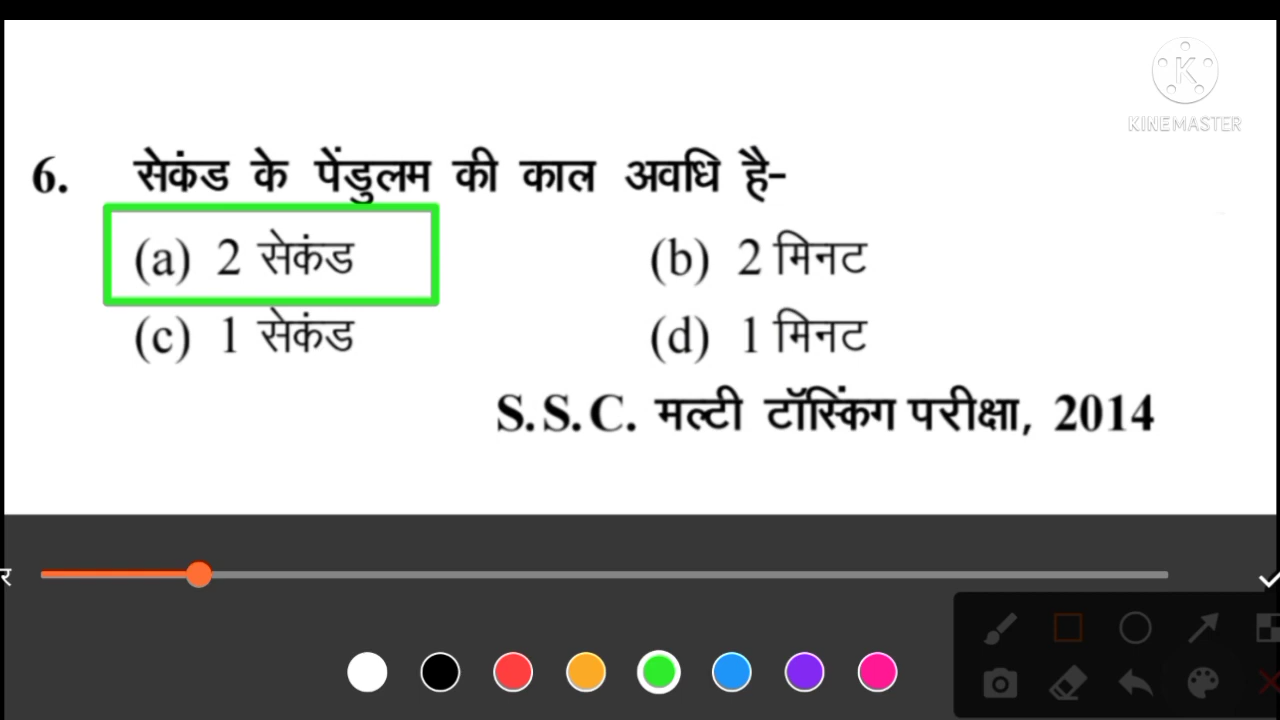 KINEMASTER
6. सेकंड के पेंडुलम की काल अवधि है-
(a) 2 सेकंड (b) 2 मिनट
(c) 1 सेकंड (d) 1 मिनट
S.S.C. मल्टी टॉस्किंग परीक्षा, 2014